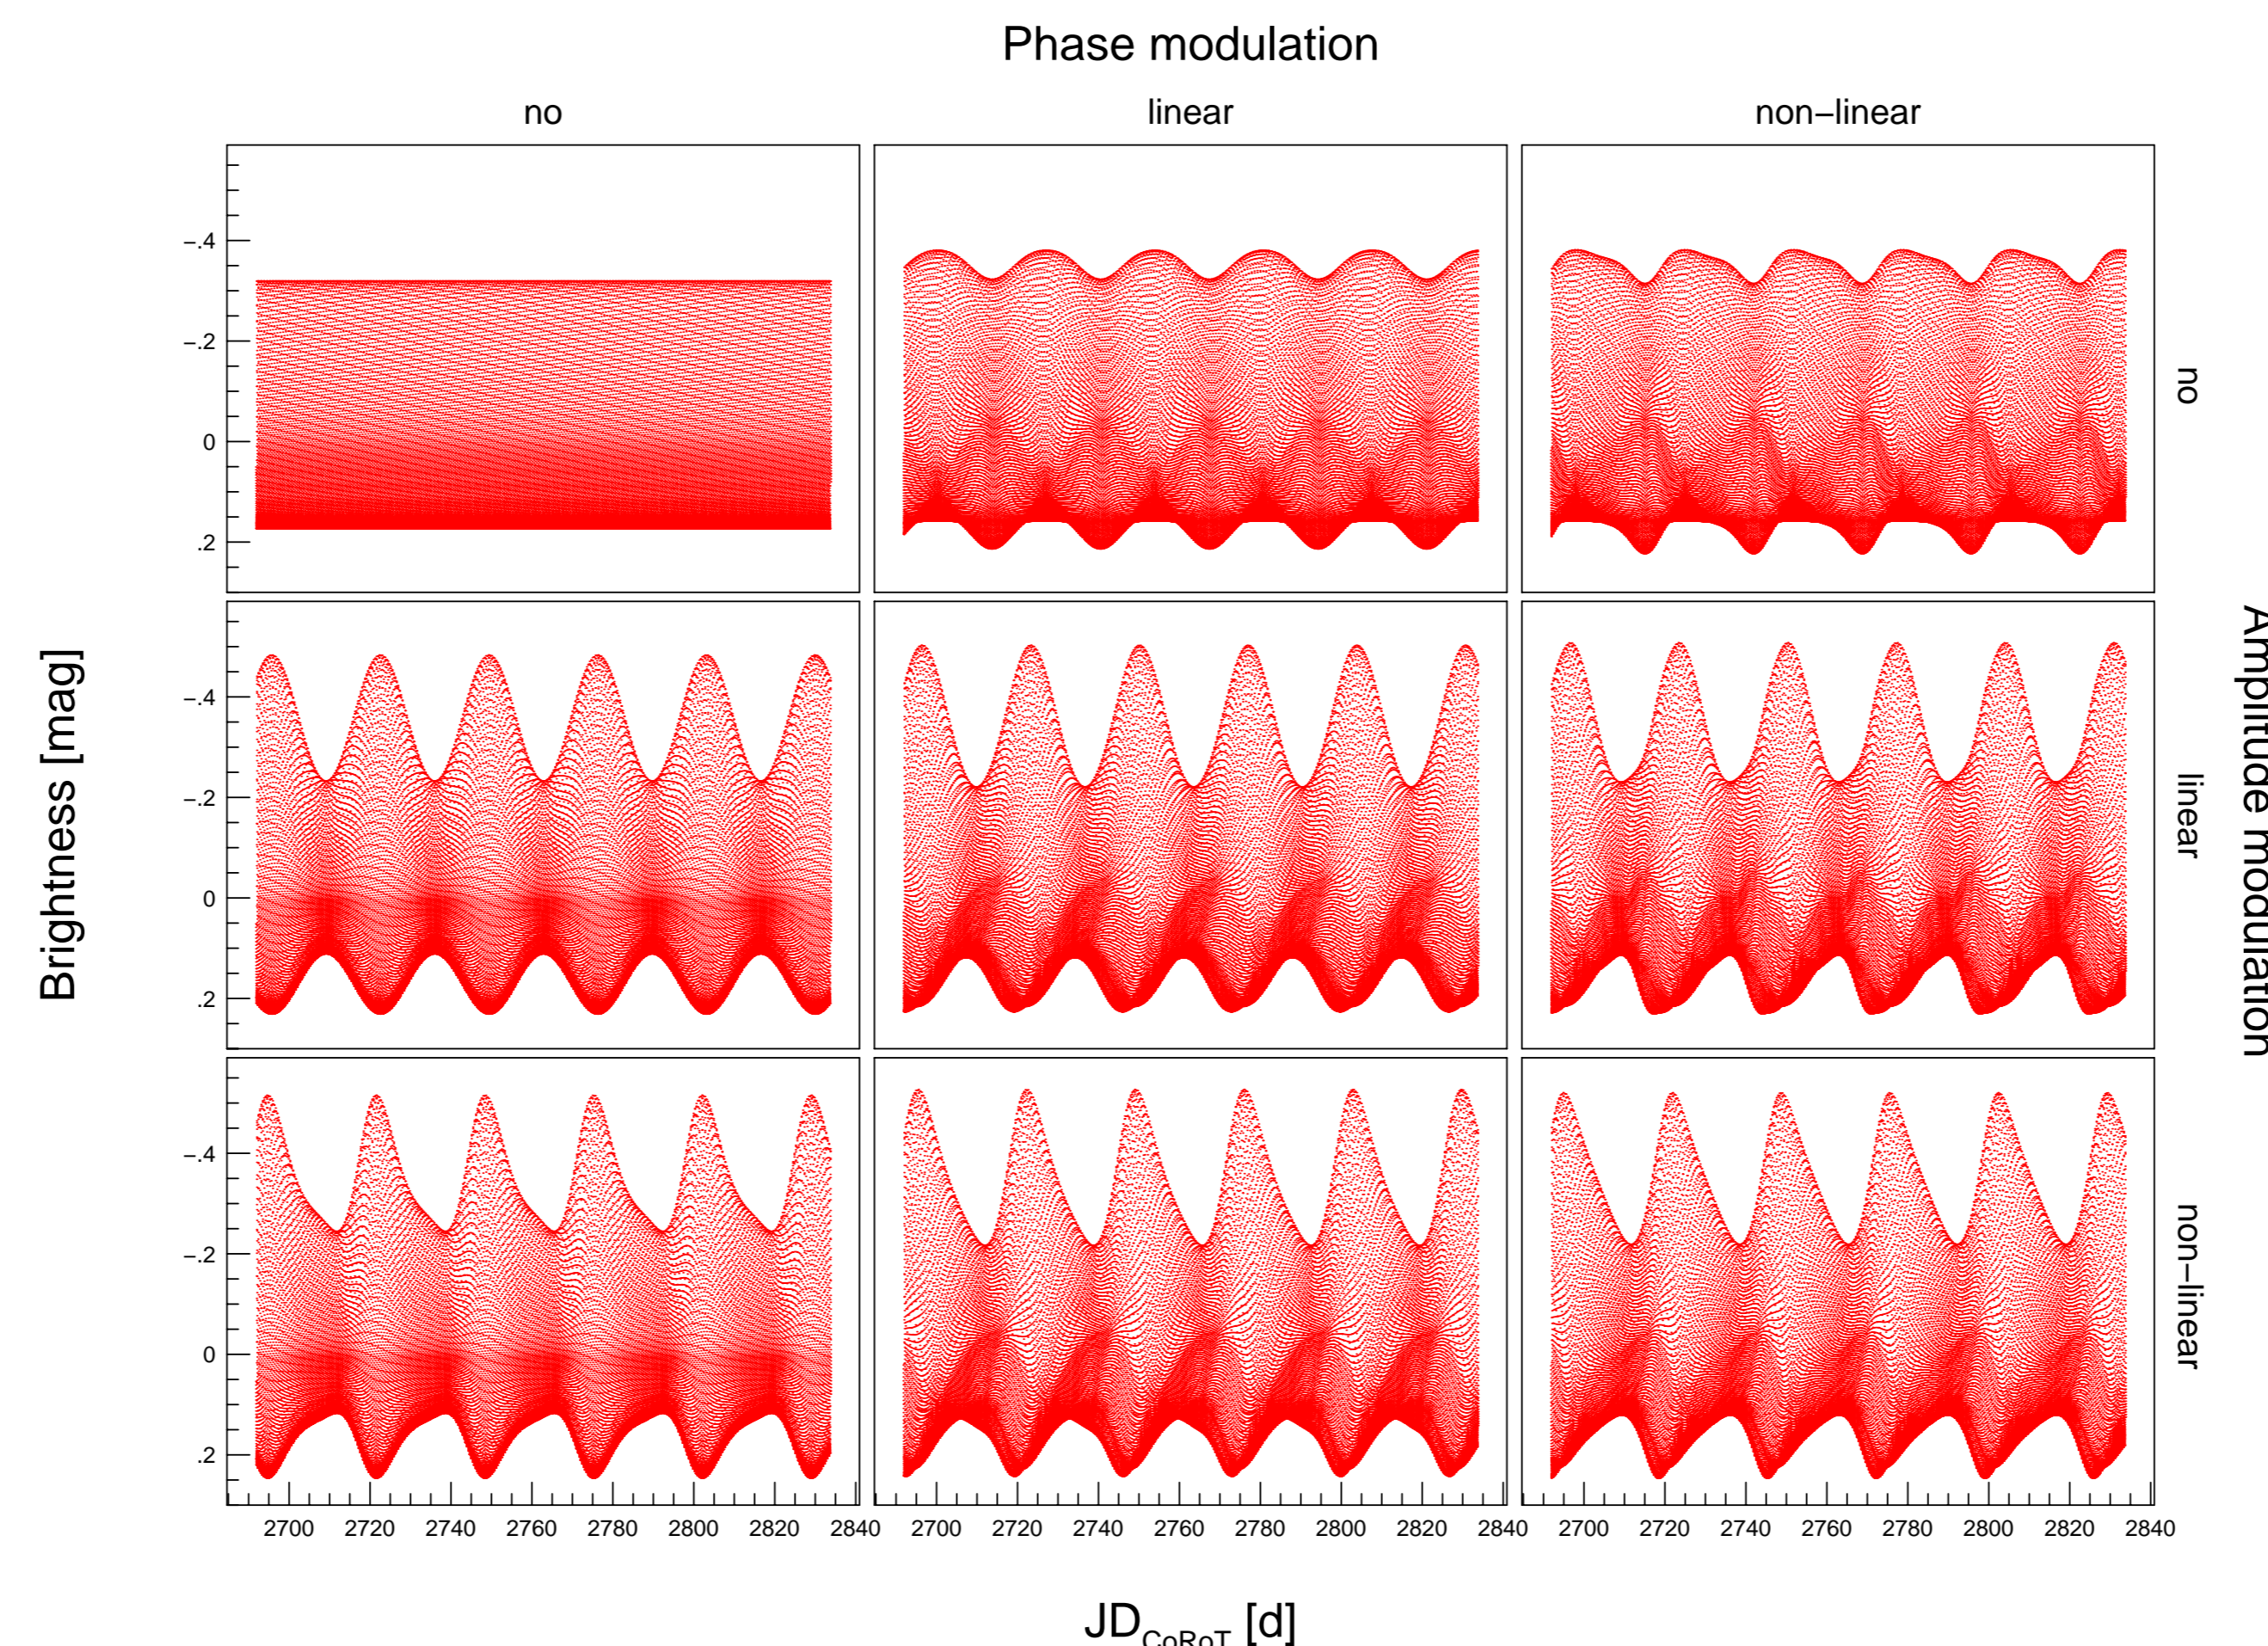 Phase modulation
no linear non−linear
−.4
−.2
0
.2
no
−.4
−.2
0
.2
linear
−.4
−.2
0
.2
non−linear
Brightness [mag]
Amplitude modulation
2700 2720 2740 2760 2780 2800 2820 2840 2700 2720 2740 2760 2780 2800 2820 2840 2700 2720 2740 2760 2780 2800 2820 2840
JD_CoRoT [d]